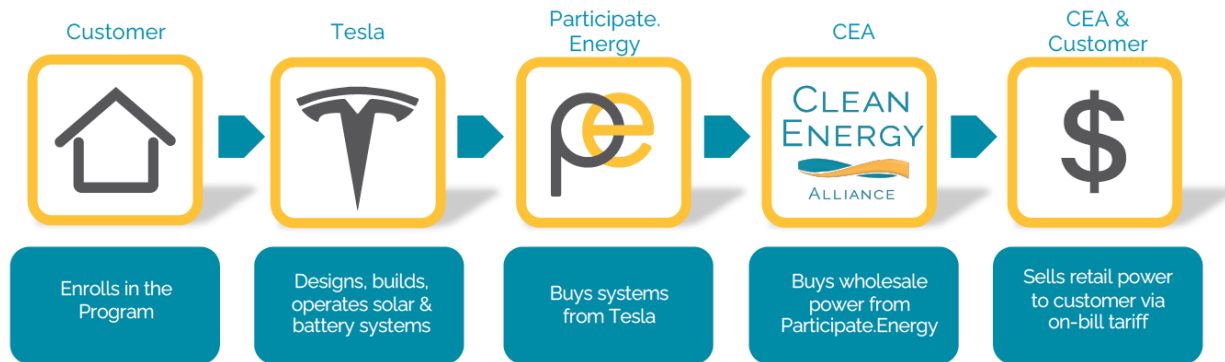 Customer
Tesla
Participate.
Energy
CEA
CEA &
Customer
pe
CLEAN
ENERGY
ALLIANCE
$
Enrolls in the
Program
Designs, builds,
operates solar &
battery systems
Buys systems
from Tesla
Buys wholesale
power from
Participate.Energy
Sells retail power
to customer via
on-bill tariff